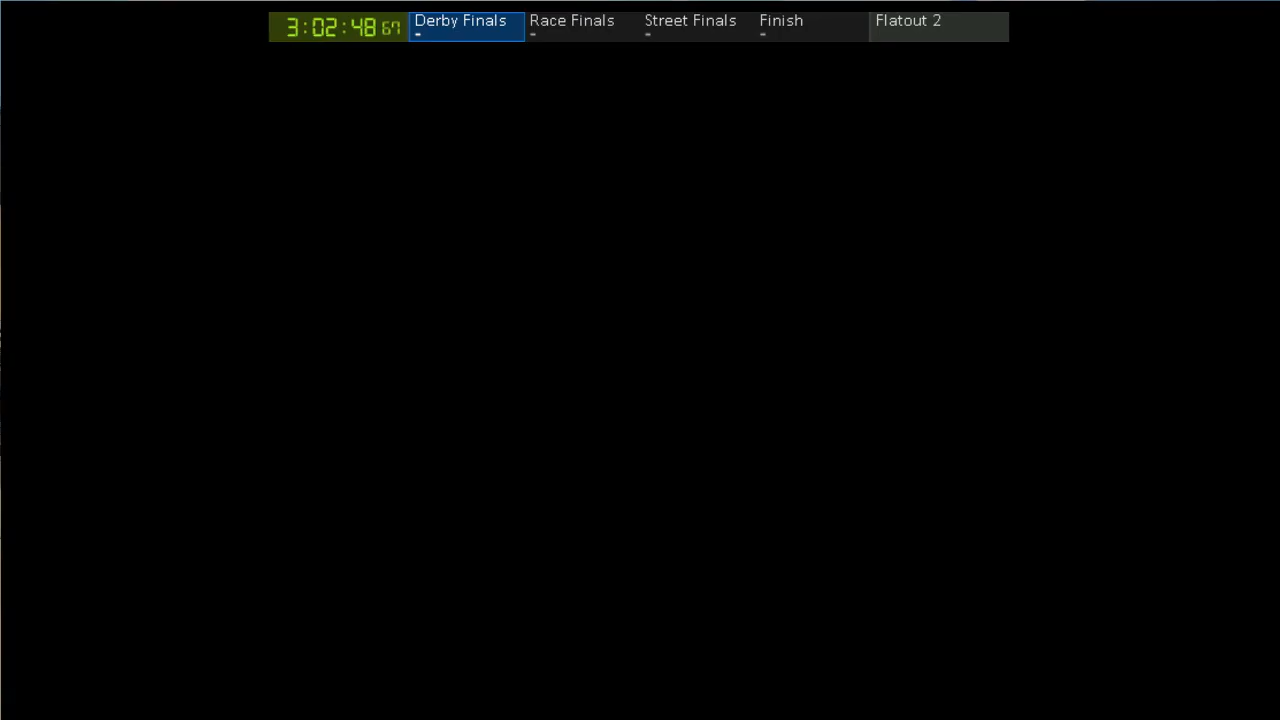 3:02:48 67
Derby Finals
-
Race Finals
-
Street Finals
-
Finish
-
Flatout 2